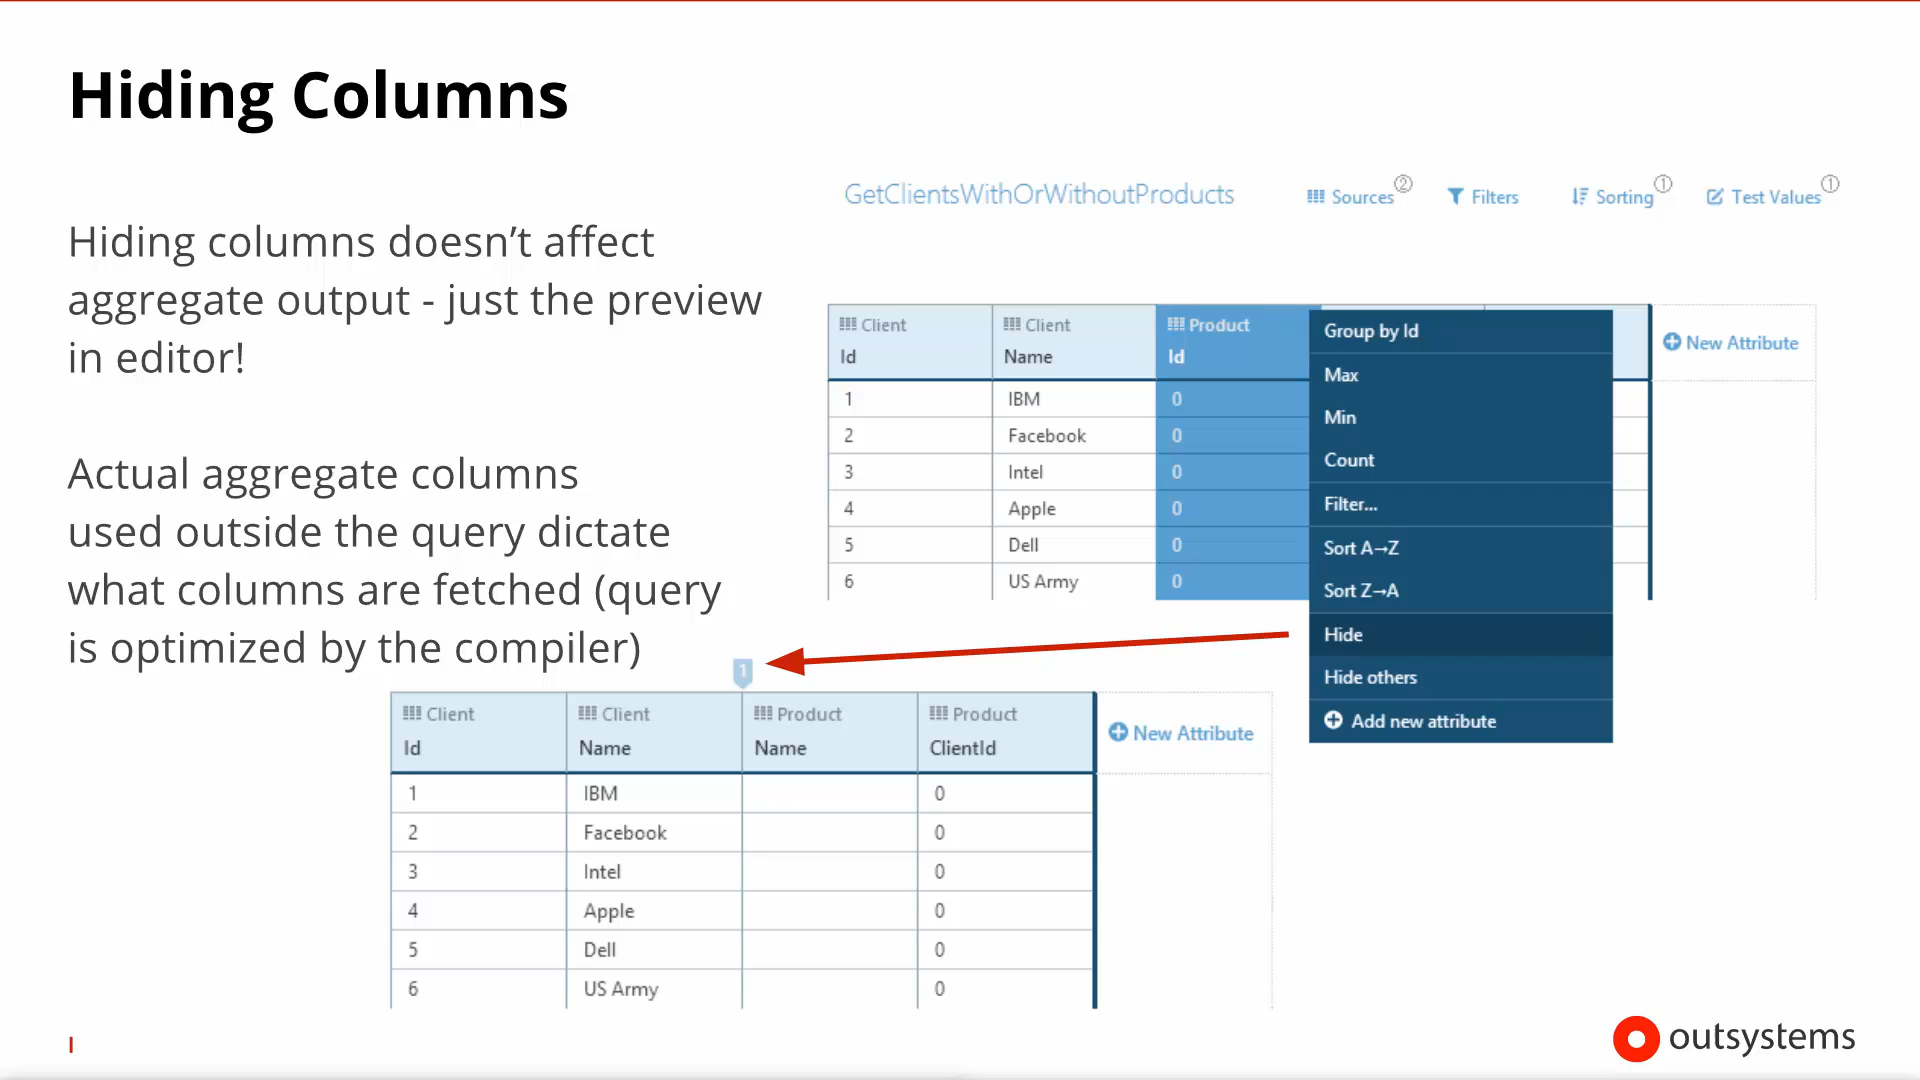 Hiding Columns
Hiding columns doesn’t affect
aggregate output - just the preview
in editor!
Actual aggregate columns
used outside the query dictate
what columns are fetched (query
is optimized by the compiler)
GetClientsWithOrWithoutProducts
Sources 2
Filters
Sorting 1
Test Values 1
Client Client Product
Id Name Id
New Attribute
1 IBM 0
2 Facebook 0
3 Intel 0
4 Apple 0
5 Dell 0
6 US Army 0
Group by Id
Max
Min
Count
Filter...
Sort A→Z
Sort Z→A
Hide
Hide others
Add new attribute
1
Client Client Product Product
Id Name Name ClientId
New Attribute
1 IBM 0
2 Facebook 0
3 Intel 0
4 Apple 0
5 Dell 0
6 US Army 0
outsystems